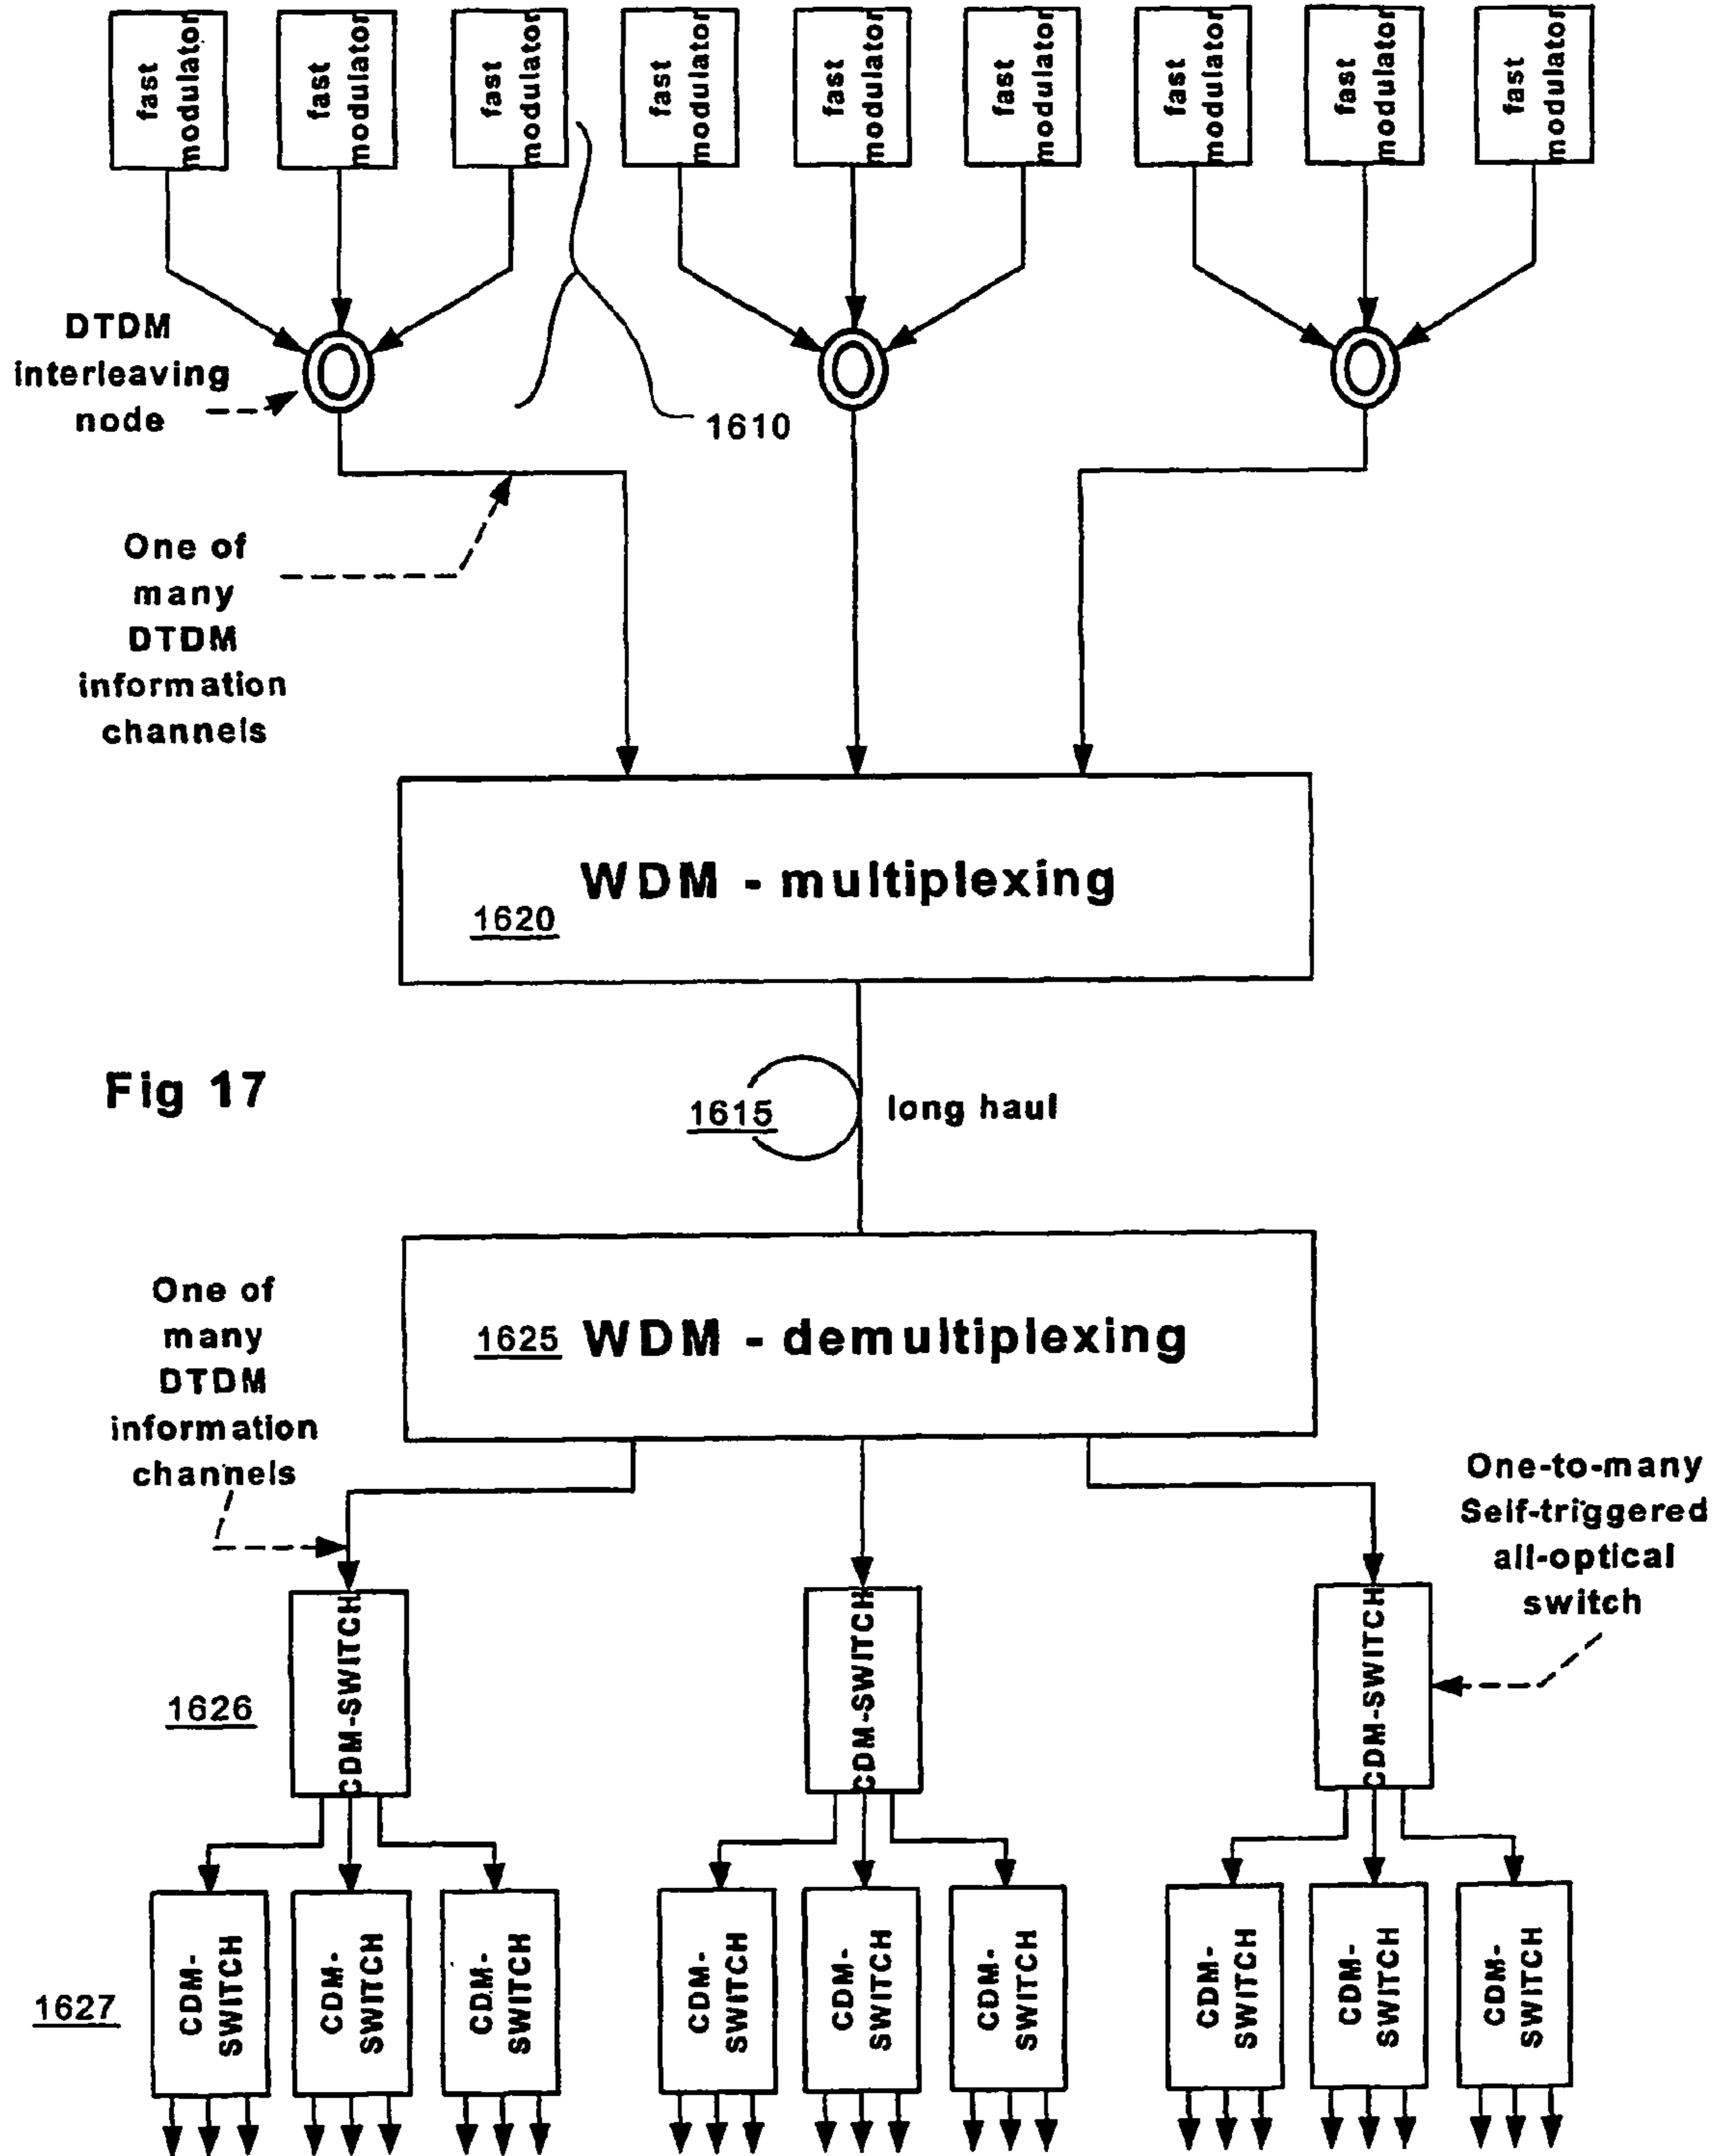 fast
modulator
fast
modulator
fast
modulator
fast
modulator
fast
modulator
fast
modulator
fast
modulator
fast
modulator
fast
modulator
DTDM
interleaving
node
1610
One of
many
DTDM
information
channels
WDM - multiplexing
1620
Fig 17
1615
long haul
1625 WDM - demultiplexing
One of
many
DTDM
information
channels
One-to-many
Self-triggered
all-optical
switch
1626
CDM-SWITCH
CDM-SWITCH
CDM-SWITCH
1627
CDM-
SWITCH
CDM-
SWITCH
CDM-
SWITCH
CDM-
SWITCH
CDM-
SWITCH
CDM-
SWITCH
CDM-
SWITCH
CDM-
SWITCH
CDM-
SWITCH